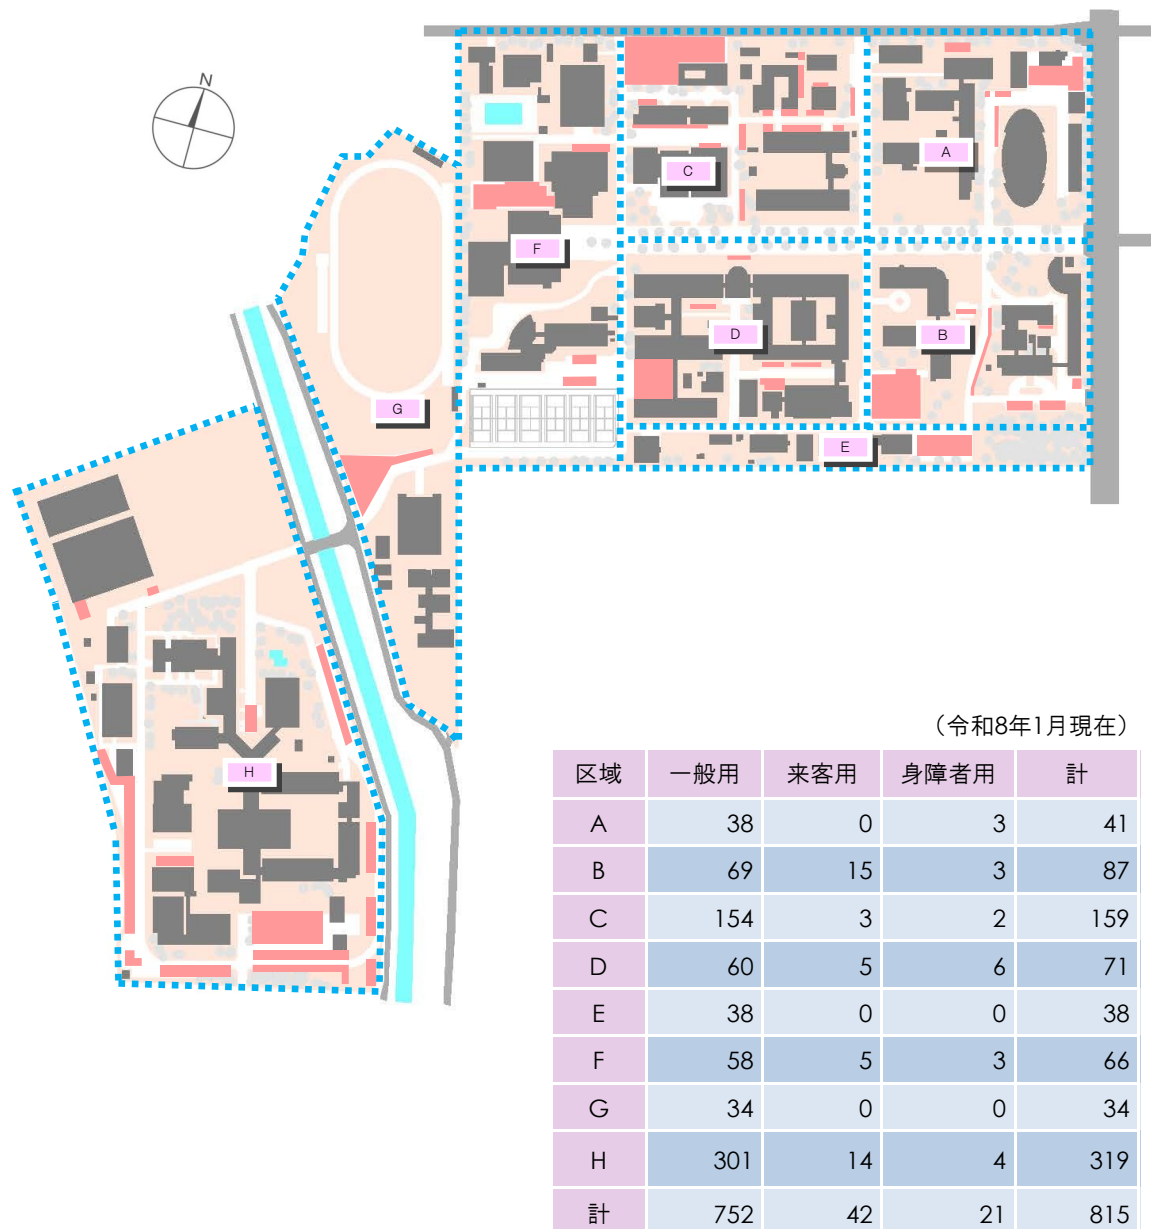 N
A
C
F
D
B
G
E
H
（令和8年1月現在）
区域 一般用 来客用 身障者用 計
A 38 0 3 41
B 69 15 3 87
C 154 3 2 159
D 60 5 6 71
E 38 0 0 38
F 58 5 3 66
G 34 0 0 34
H 301 14 4 319
計 752 42 21 815